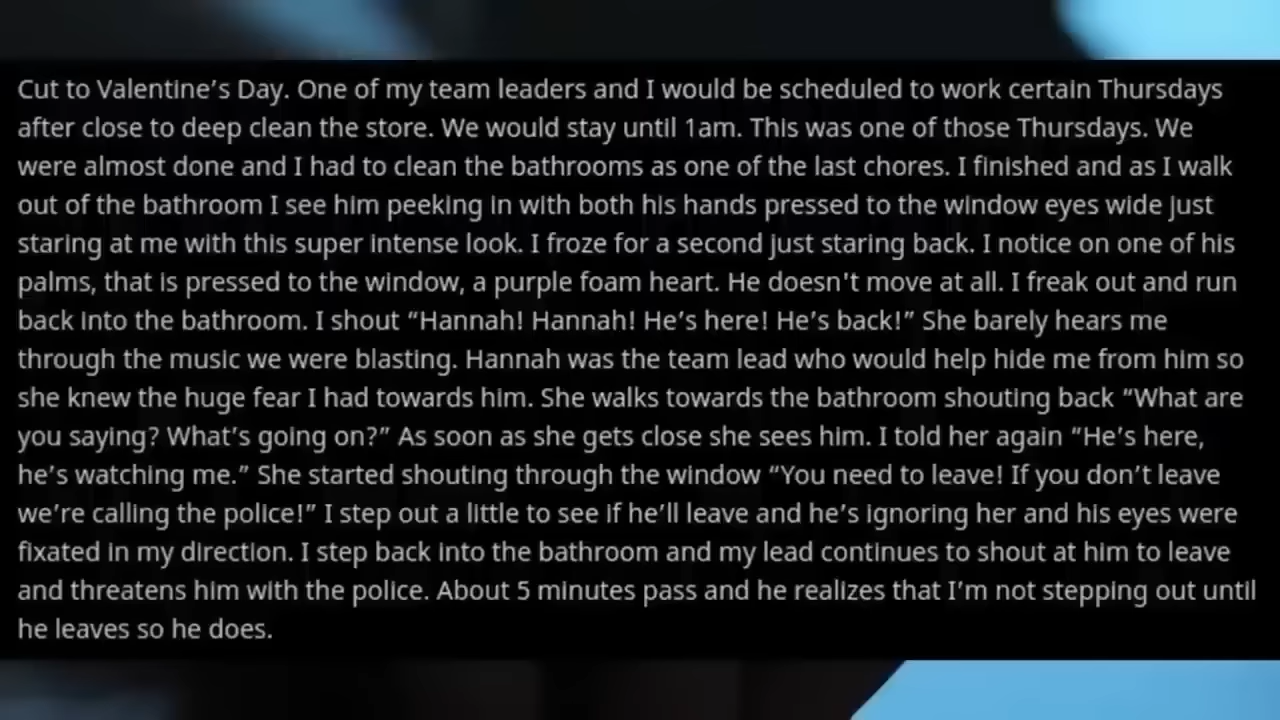 Cut to Valentine’s Day. One of my team leaders and I would be scheduled to work certain Thursdays
after close to deep clean the store. We would stay until 1am. This was one of those Thursdays. We
were almost done and I had to clean the bathrooms as one of the last chores. I finished and as I walk
out of the bathroom I see him peeking in with both his hands pressed to the window eyes wide just
staring at me with this super intense look. I froze for a second just staring back. I notice on one of his
palms, that is pressed to the window, a purple foam heart. He doesn't move at all. I freak out and run
back into the bathroom. I shout “Hannah! Hannah! He’s here! He’s back!” She barely hears me
through the music we were blasting. Hannah was the team lead who would help hide me from him so
she knew the huge fear I had towards him. She walks towards the bathroom shouting back “What are
you saying? What’s going on?” As soon as she gets close she sees him. I told her again “He’s here,
he’s watching me.” She started shouting through the window “You need to leave! If you don’t leave
we’re calling the police!” I step out a little to see if he’ll leave and he’s ignoring her and his eyes were
fixated in my direction. I step back into the bathroom and my lead continues to shout at him to leave
and threatens him with the police. About 5 minutes pass and he realizes that I’m not stepping out until
he leaves so he does.